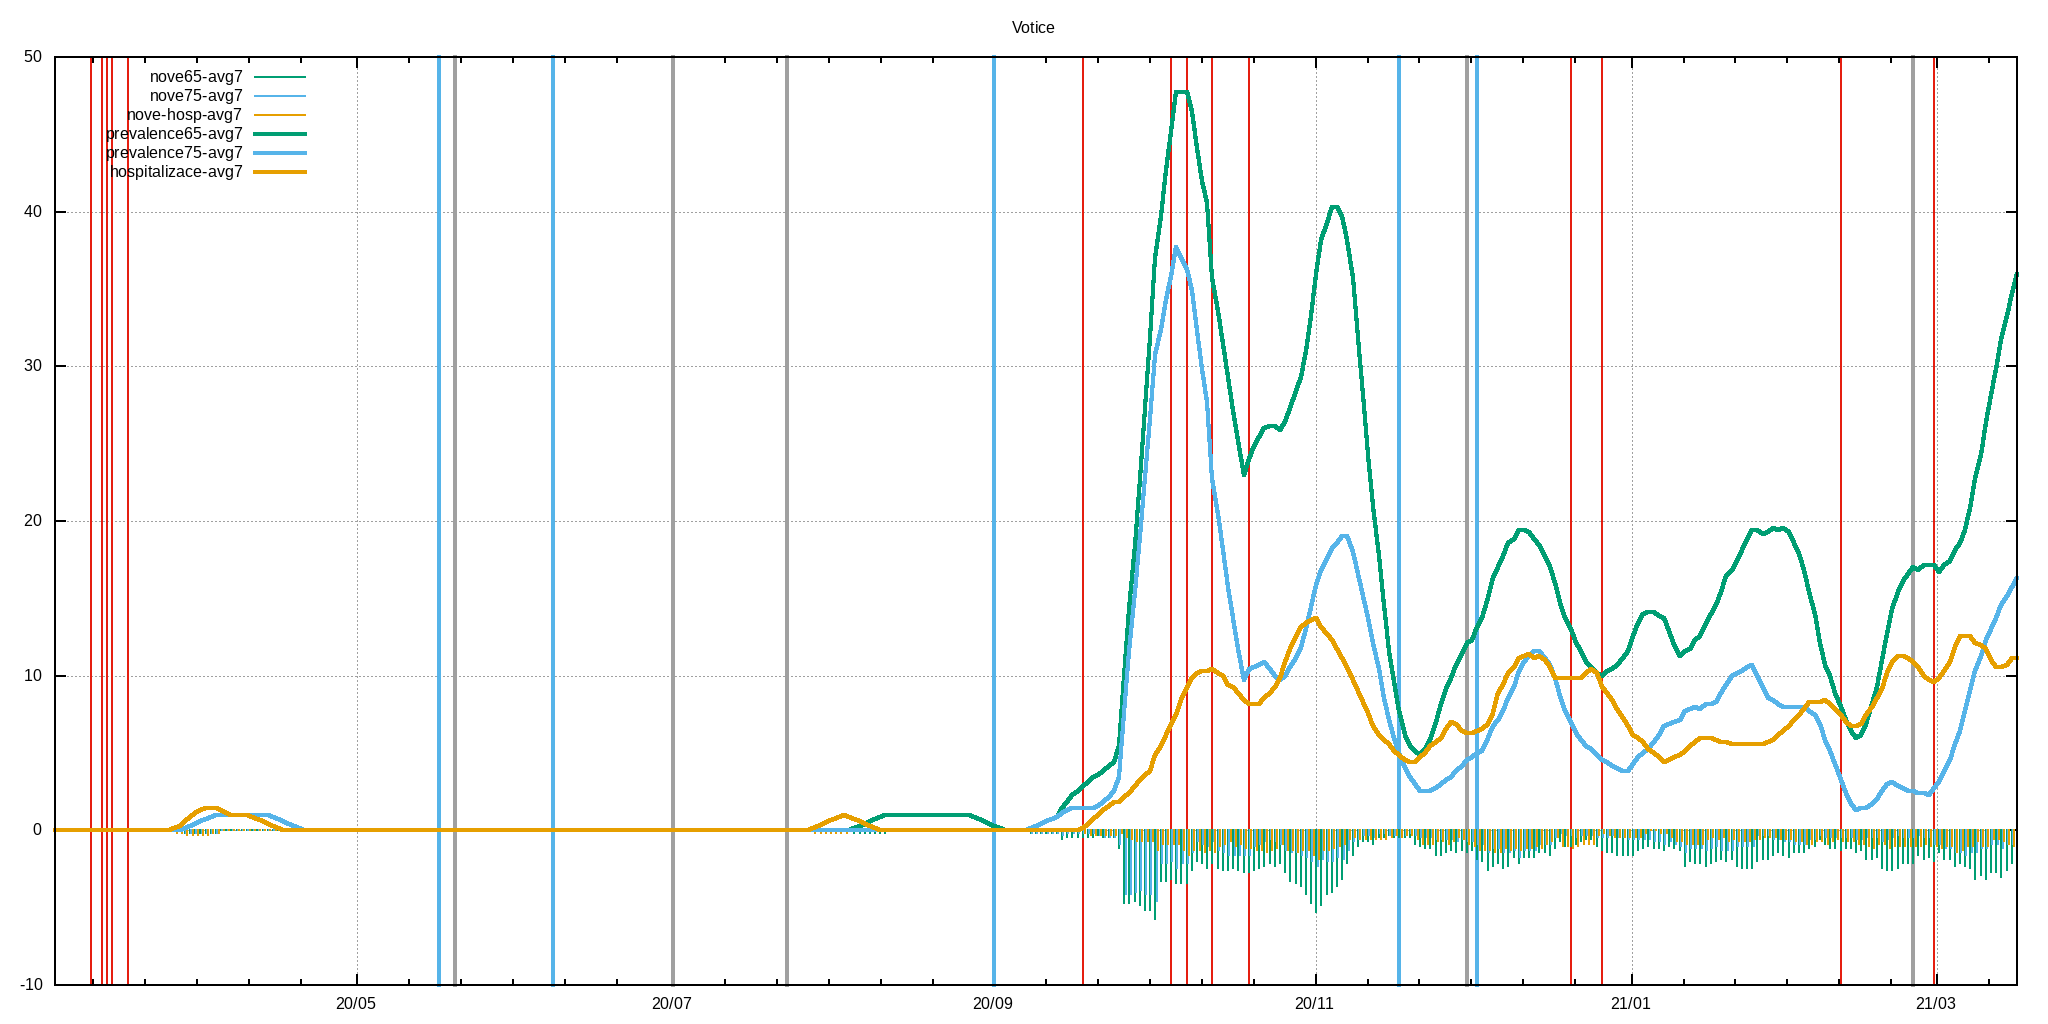 Votice
50
nove65-avg7
nove75-avg7
nove-hosp-avg7
prevalence65-avg7
prevalence75-avg7
hospitalizace-avg7
40
30
20
10
0
-10
20/05 20/07 20/09 20/11 21/01 21/03